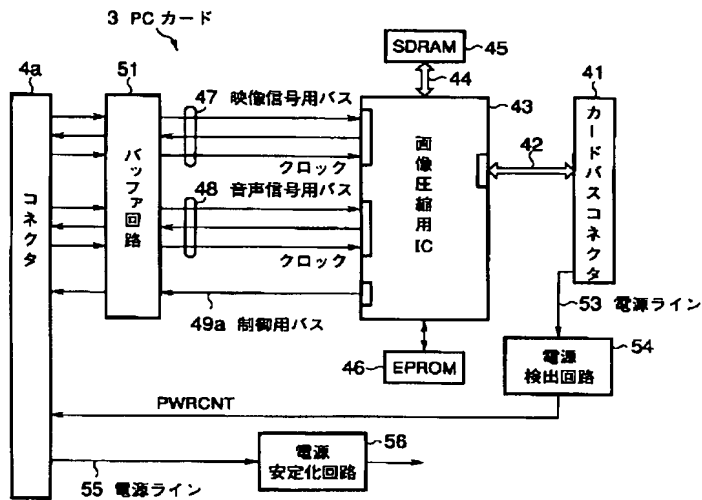 3 PCカード
SDRAM
45
44
4a
51
47
映像信号用バス
43
41
コネクタ
バッファ回路
クロック
画像圧縮用IC
42
カードバスコネクタ
48
音声信号用バス
クロック
49a 制御用バス
53 電源ライン
46
EPROM
電源
検出回路
54
PWRCNT
電源
安定化回路
56
55 電源ライン